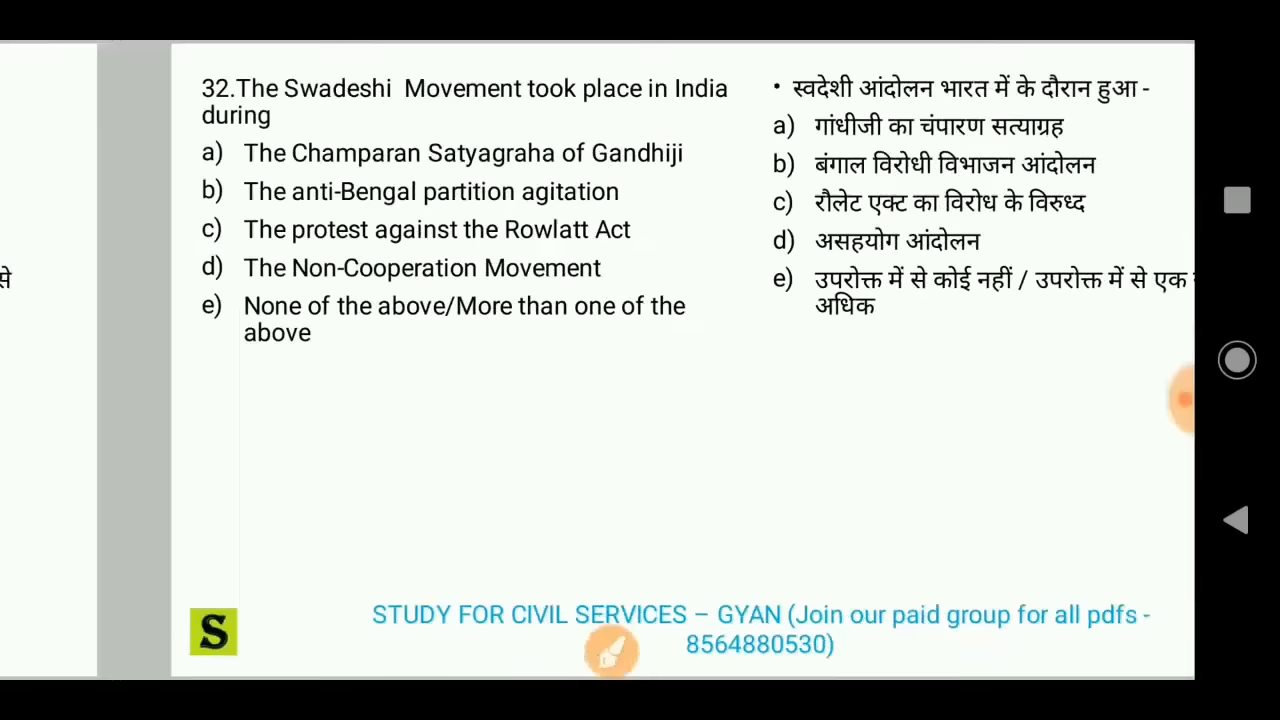 32.The Swadeshi Movement took place in India
during
a) The Champaran Satyagraha of Gandhiji
b) The anti-Bengal partition agitation
c) The protest against the Rowlatt Act
d) The Non-Cooperation Movement
e) None of the above/More than one of the
above
• स्वदेशी आंदोलन भारत में के दौरान हुआ -
a) गांधीजी का चंपारण सत्याग्रह
b) बंगाल विरोधी विभाजन आंदोलन
c) रौलेट एक्ट का विरोध के विरुध्द
d) असहयोग आंदोलन
e) उपरोक्त में से कोई नहीं / उपरोक्त में से एक
अधिक
से
S
STUDY FOR CIVIL SERVICES – GYAN (Join our paid group for all pdfs -
8564880530)